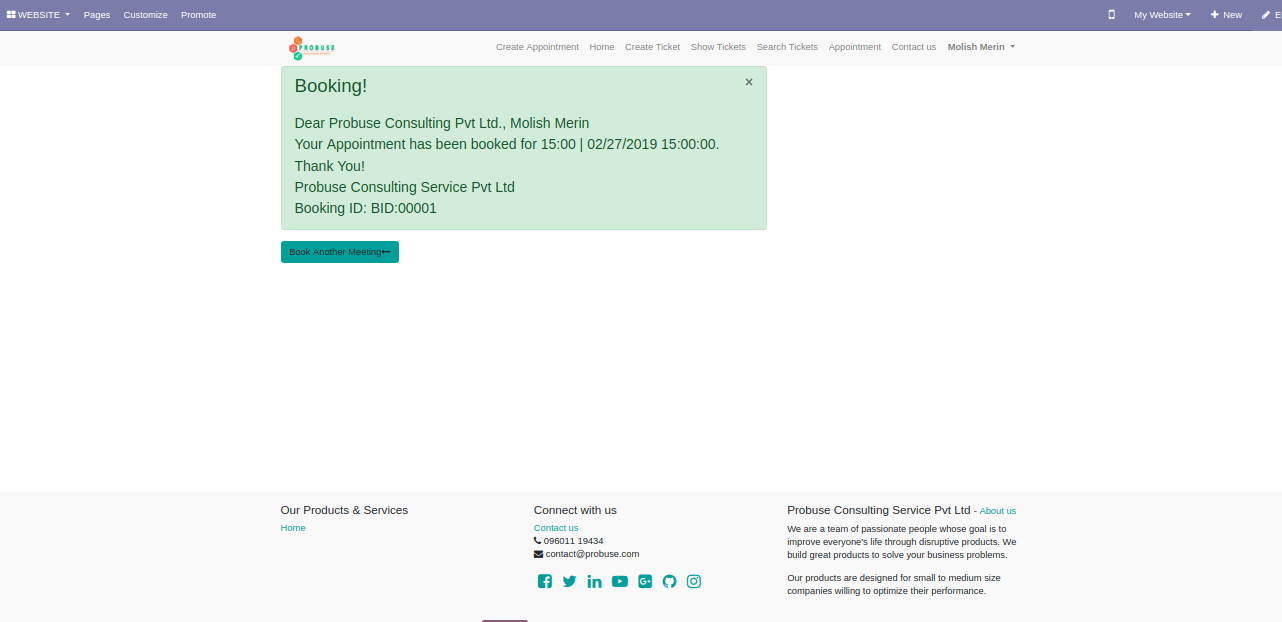 WEBSITE Pages Customize Promote My Website New
PROBUSE Create Appointment Home Create Ticket Show Tickets Search Tickets Appointment Contact us Molish Merin
Booking! ×
Dear Probuse Consulting Pvt Ltd., Molish Merin
Your Appointment has been booked for 15:00 | 02/27/2019 15:00:00.
Thank You!
Probuse Consulting Service Pvt Ltd
Booking ID: BID:00001
Book Another Meeting
Our Products & Services
Home
Connect with us
Contact us
096011 19434
contact@probuse.com
Probuse Consulting Service Pvt Ltd - About us
We are a team of passionate people whose goal is to
improve everyone's life through disruptive products. We
build great products to solve your business problems.
Our products are designed for small to medium size
companies willing to optimize their performance.